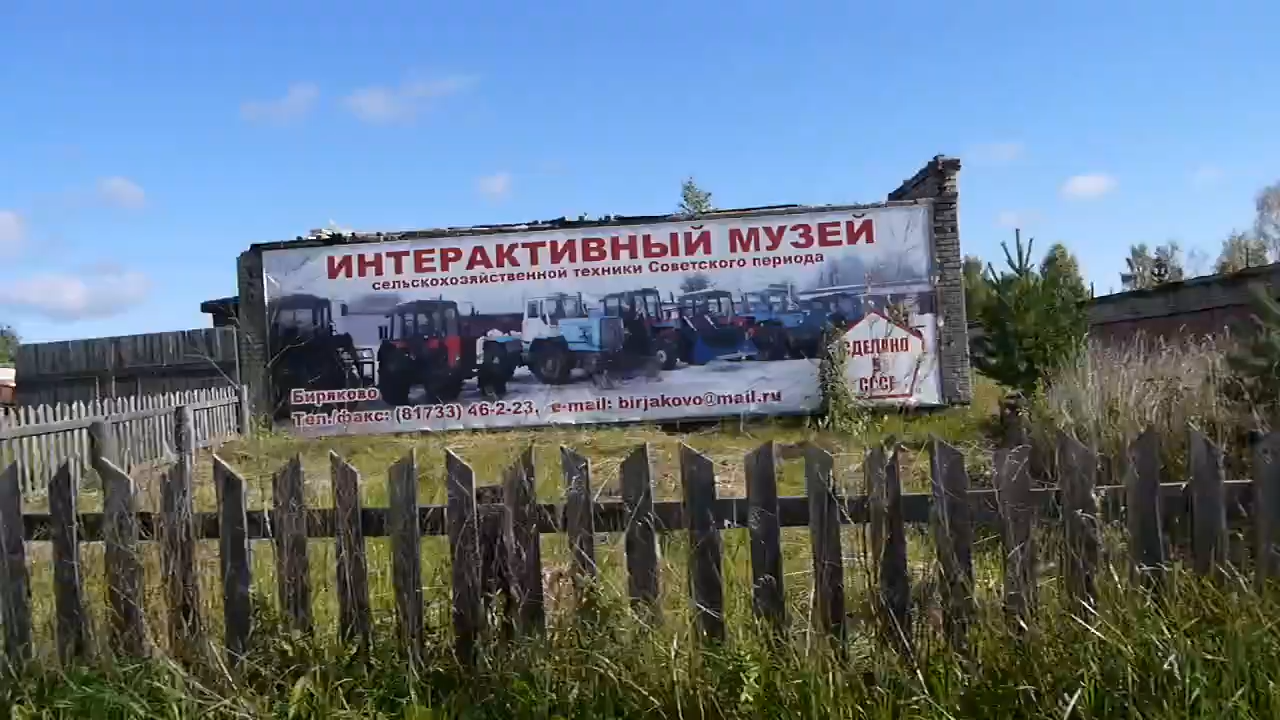 ИНТЕРАКТИВНЫЙ МУЗЕЙ
сельскохозяйственной техники Советского периода
СДЕЛАНО
В
СССР
Биряково
Тел./факс: (81733) 46-2-23, e-mail: birjakovo@mail.ru